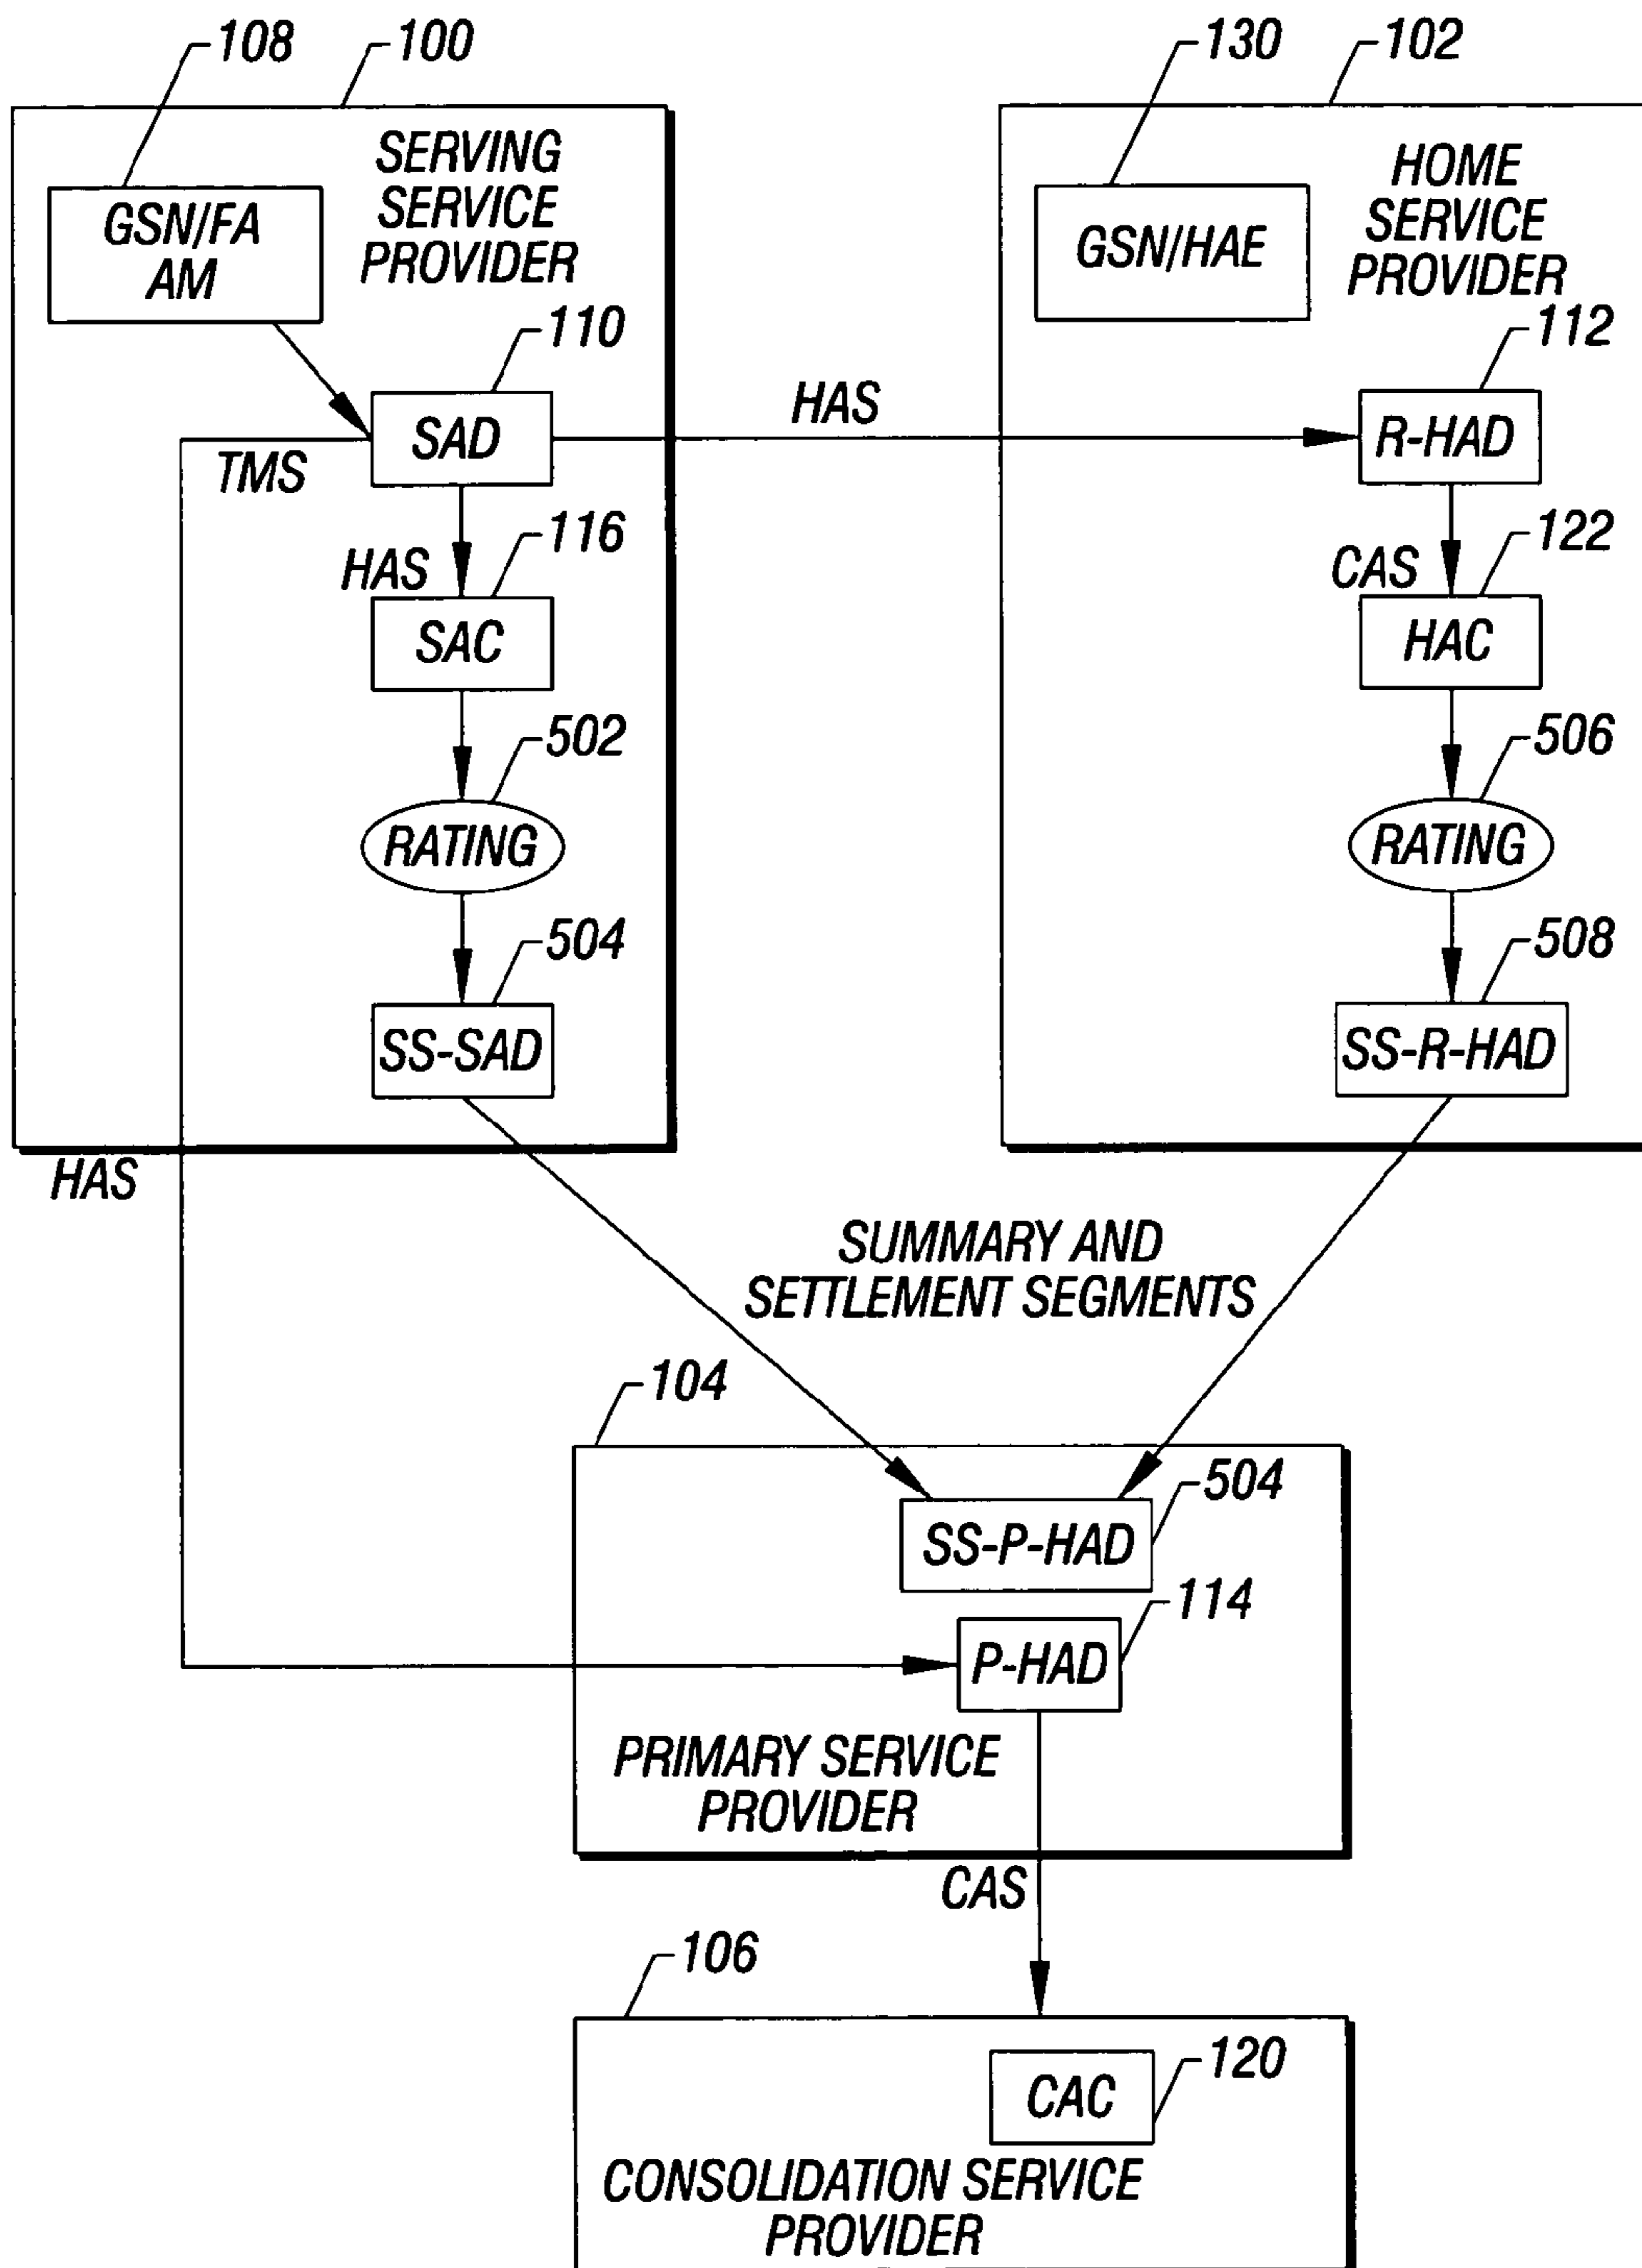 108
100
130
102
SERVING
SERVICE
PROVIDER
GSN/FA
AM
HOME
SERVICE
PROVIDER
GSN/HAE
110
112
SAD
HAS
R-HAD
TMS
116
122
HAS
CAS
SAC
HAC
502
506
RATING
RATING
504
508
SS-SAD
SS-R-HAD
HAS
SUMMARY AND
SETTLEMENT SEGMENTS
104
504
SS-P-HAD
114
P-HAD
PRIMARY SERVICE
PROVIDER
CAS
106
120
CAC
CONSOLIDATION SERVICE
PROVIDER